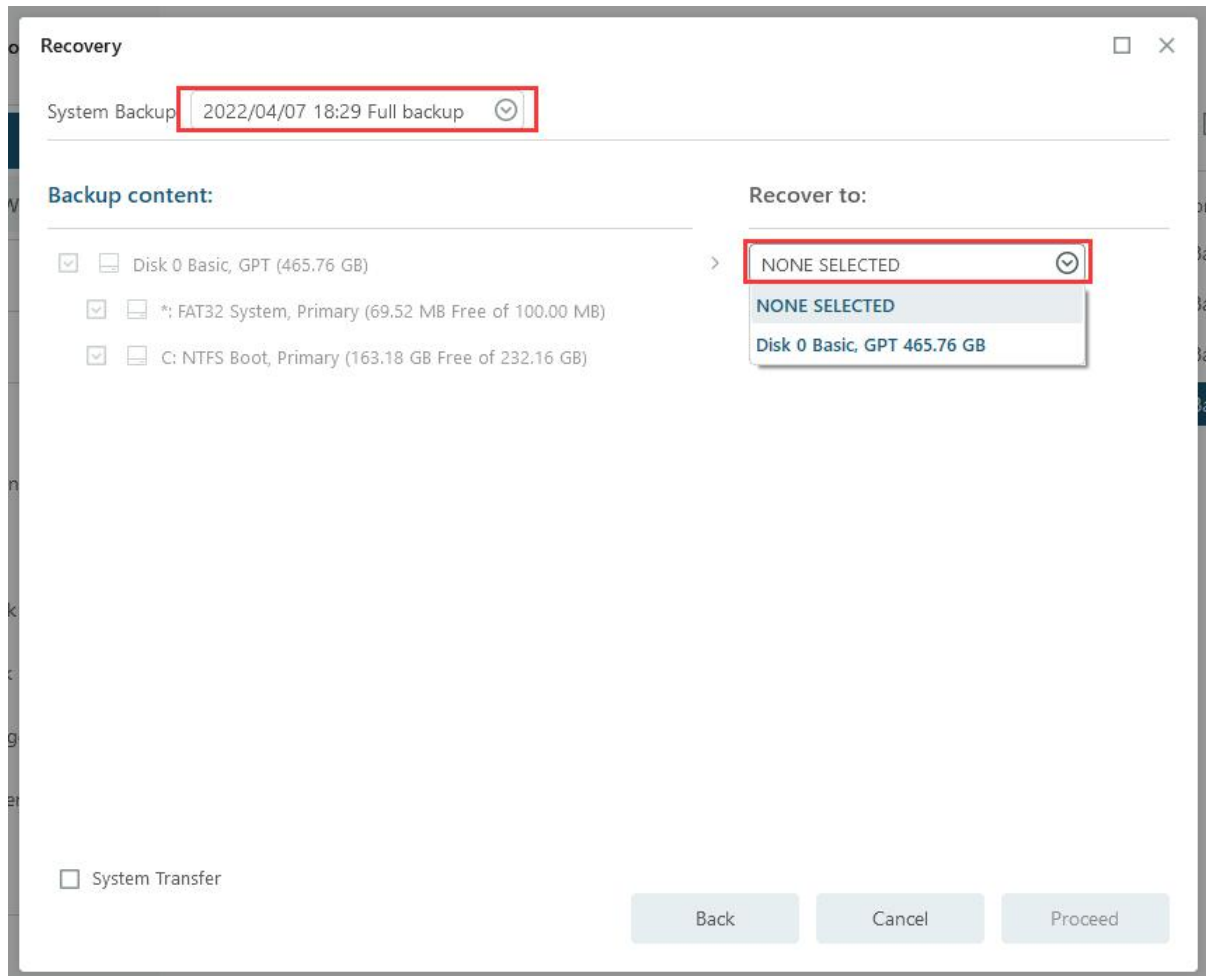 Recovery
System Backup 2022/04/07 18:29 Full backup
Backup content:
Recover to:
Disk 0 Basic, GPT (465.76 GB)
NONE SELECTED
*: FAT32 System, Primary (69.52 MB Free of 100.00 MB)
NONE SELECTED
C: NTFS Boot, Primary (163.18 GB Free of 232.16 GB)
Disk 0 Basic, GPT 465.76 GB
System Transfer
Back
Cancel
Proceed